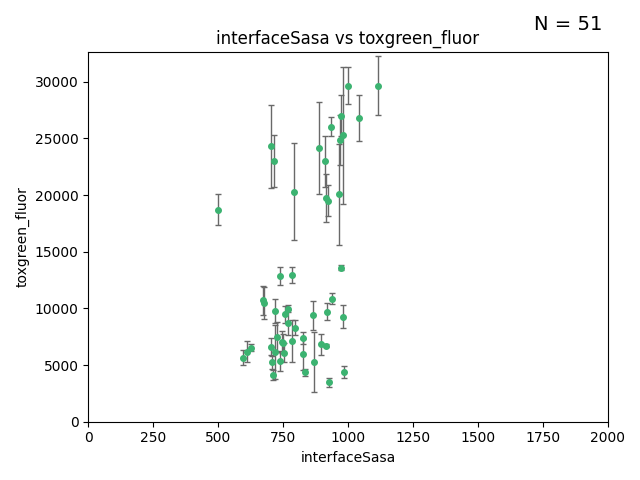 N = 51
interfaceSasa vs toxgreen_fluor
30000
25000
20000
15000
10000
5000
0
toxgreen_fluor
0 250 500 750 1000 1250 1500 1750 2000
interfaceSasa